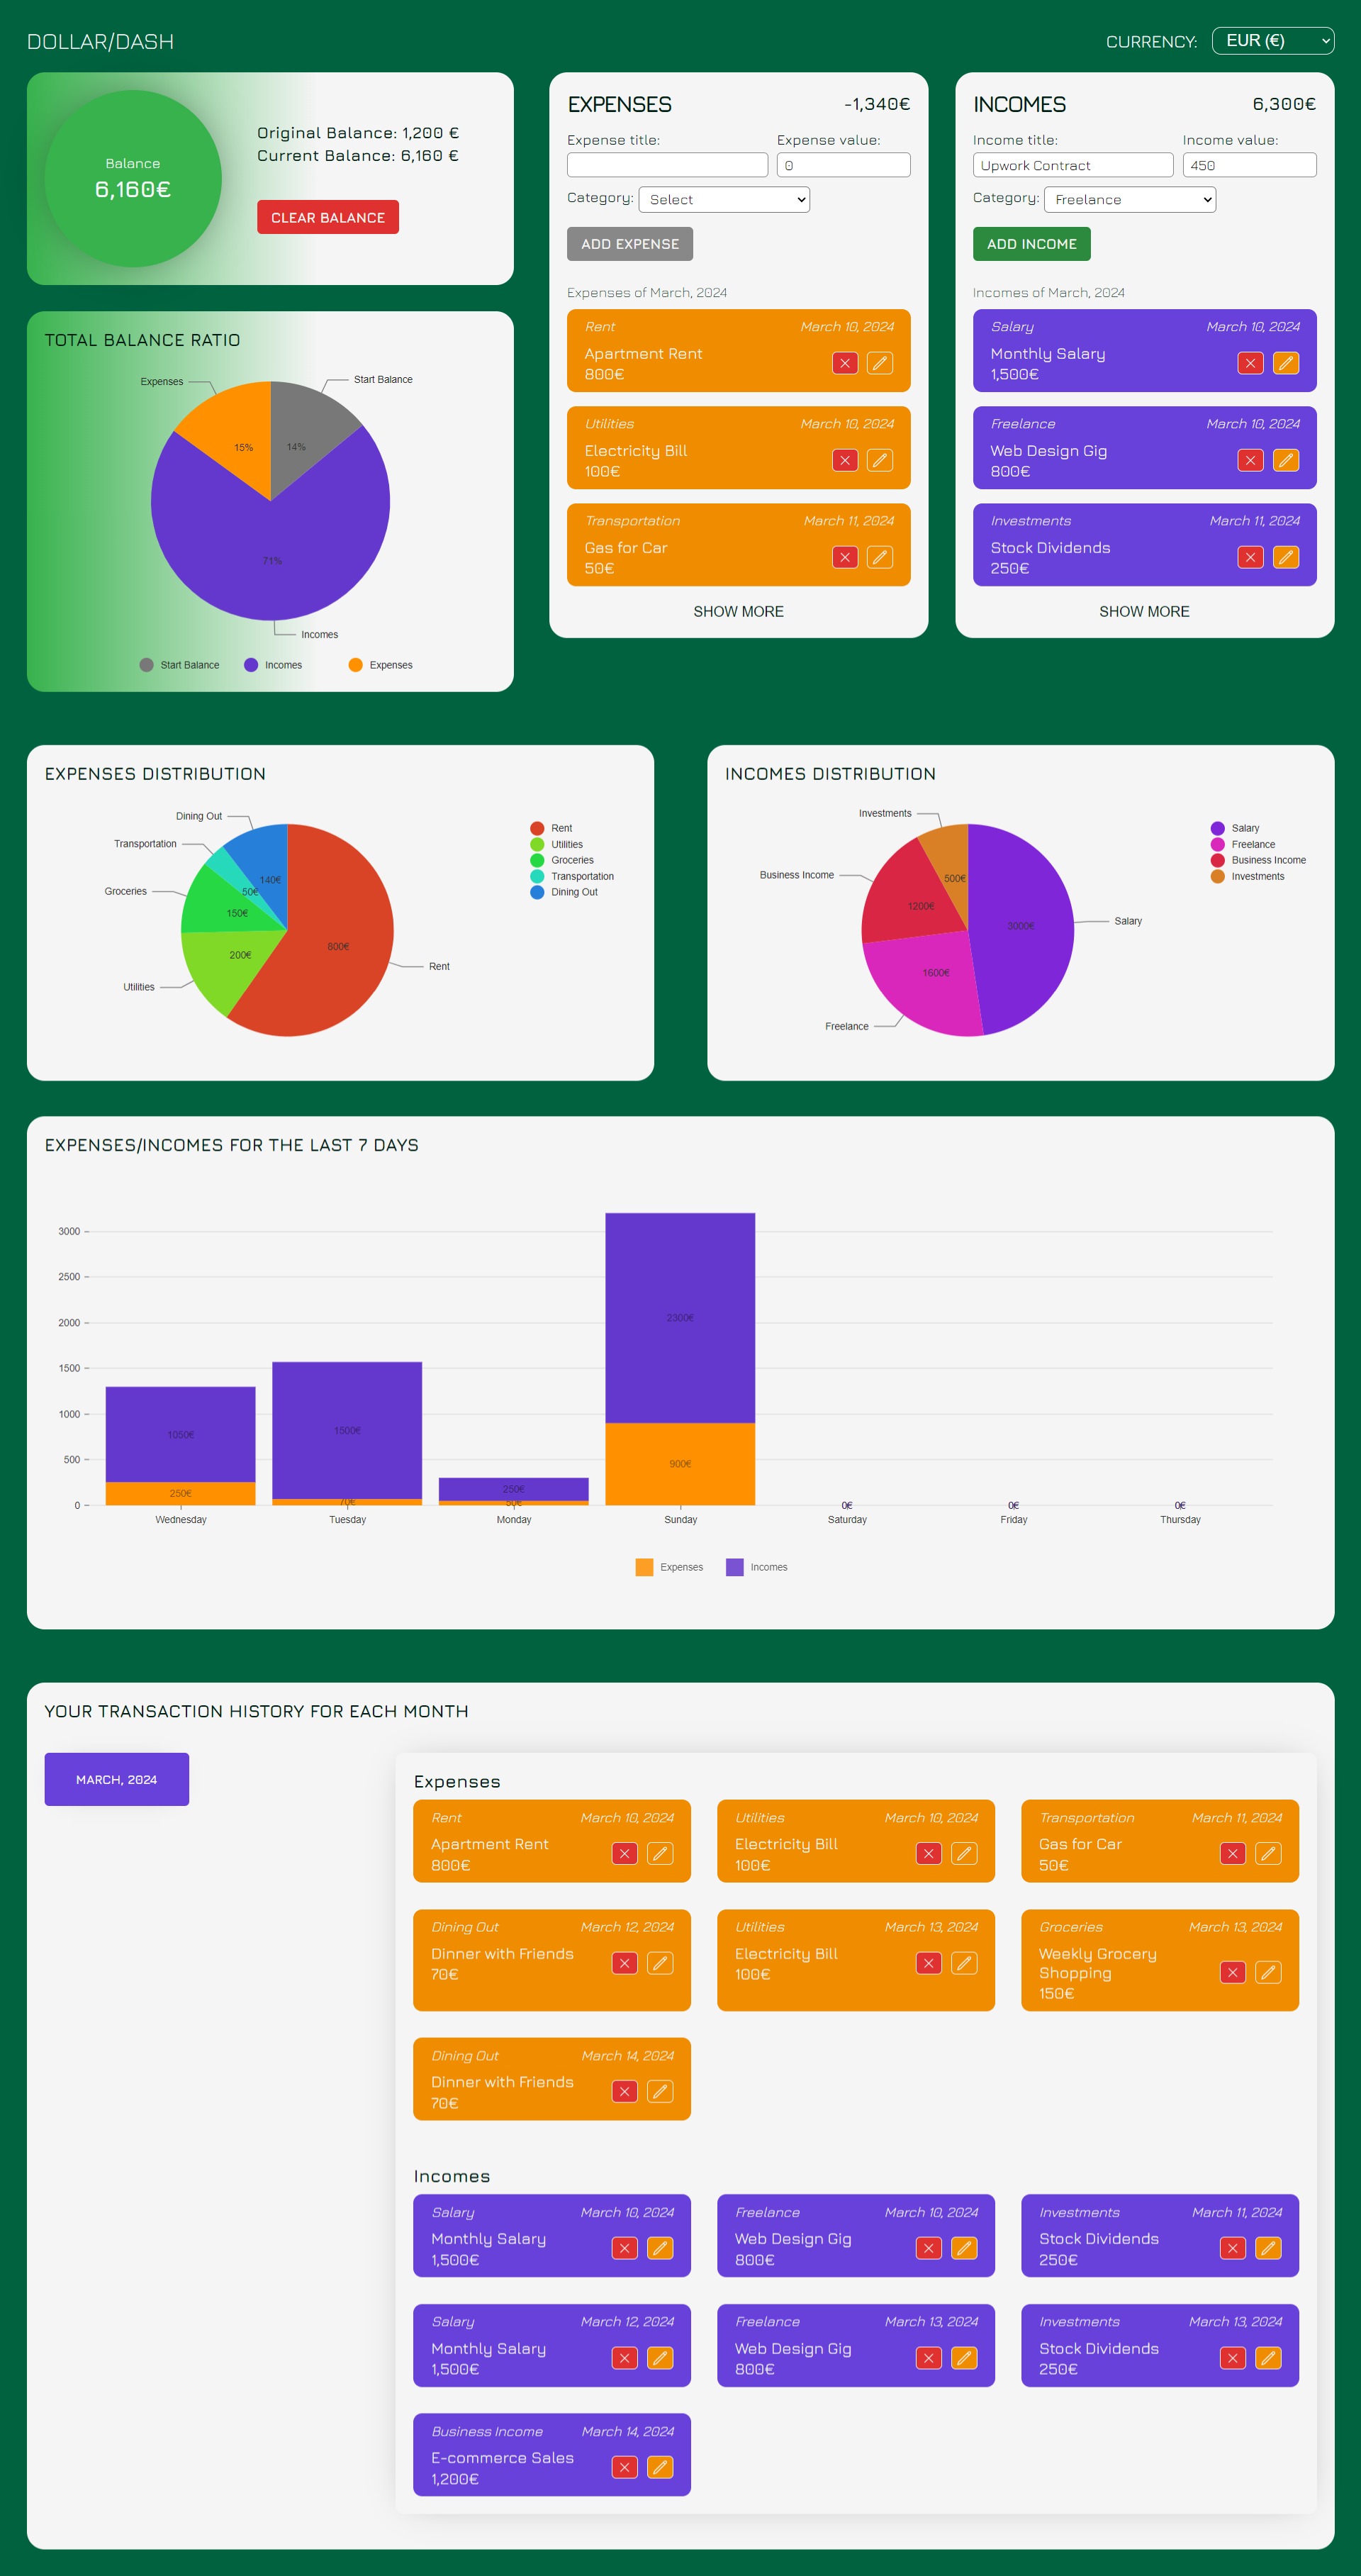 DOLLAR/DASH
CURRENCY: EUR (€)
Balance
6,160€
Original Balance: 1,200 €
Current Balance: 6,160 €
CLEAR BALANCE
TOTAL BALANCE RATIO
Expenses
Start Balance
15%
14%
71%
Incomes
Start Balance Incomes Expenses
EXPENSES -1,340€
Expense title: Expense value:
0
Category: Select
ADD EXPENSE
Expenses of March, 2024
Rent March 10, 2024
Apartment Rent
800€
Utilities March 10, 2024
Electricity Bill
100€
Transportation March 11, 2024
Gas for Car
50€
SHOW MORE
INCOMES 6,300€
Income title: Income value:
Upwork Contract 450
Category: Freelance
ADD INCOME
Incomes of March, 2024
Salary March 10, 2024
Monthly Salary
1,500€
Freelance March 10, 2024
Web Design Gig
800€
Investments March 11, 2024
Stock Dividends
250€
SHOW MORE
EXPENSES DISTRIBUTION
Dining Out
Transportation
Groceries
Utilities
Rent
140€
50€
150€
200€
800€
Rent
Utilities
Groceries
Transportation
Dining Out
INCOMES DISTRIBUTION
Investments
Business Income
Salary
Freelance
500€
1200€
3000€
1600€
Salary
Freelance
Business Income
Investments
EXPENSES/INCOMES FOR THE LAST 7 DAYS
3000
2500
2000
1500
1000
500
0
1050€
250€
1500€
70€
250€
50€
2300€
900€
0€
0€
0€
Wednesday Tuesday Monday Sunday Saturday Friday Thursday
Expenses Incomes
YOUR TRANSACTION HISTORY FOR EACH MONTH
MARCH, 2024
Expenses
Rent March 10, 2024
Apartment Rent
800€
Utilities March 10, 2024
Electricity Bill
100€
Transportation March 11, 2024
Gas for Car
50€
Dining Out March 12, 2024
Dinner with Friends
70€
Utilities March 13, 2024
Electricity Bill
100€
Groceries March 13, 2024
Weekly Grocery
Shopping
150€
Dining Out March 14, 2024
Dinner with Friends
70€
Incomes
Salary March 10, 2024
Monthly Salary
1,500€
Freelance March 10, 2024
Web Design Gig
800€
Investments March 11, 2024
Stock Dividends
250€
Salary March 12, 2024
Monthly Salary
1,500€
Freelance March 13, 2024
Web Design Gig
800€
Investments March 13, 2024
Stock Dividends
250€
Business Income March 14, 2024
E-commerce Sales
1,200€